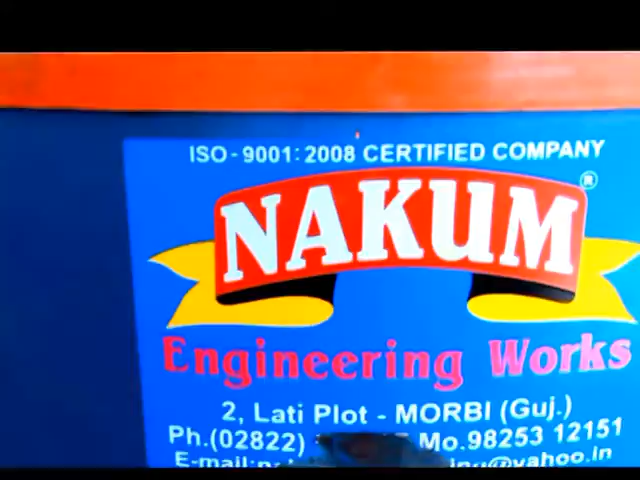 ISO-9001:2008 CERTIFIED COMPANY
NAKUM®
Engineering Works
2, Lati Plot - MORBI (Guj.)
Ph.(02822) Mo.98253 12151
E-mail: @yahoo.in